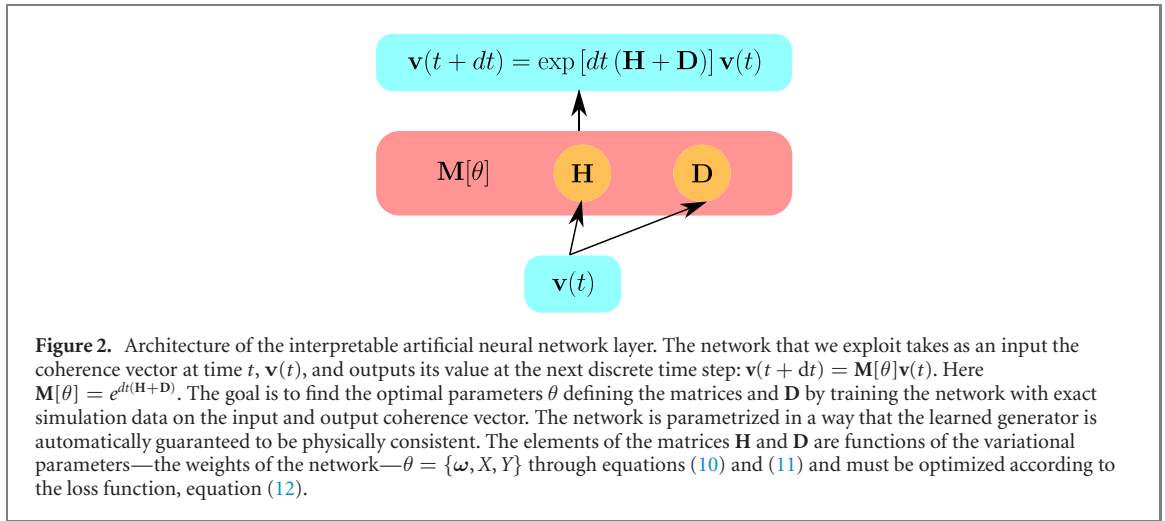 v(t + dt) = exp [dt (H + D)] v(t)
M[θ] H D
v(t)
Figure 2. Architecture of the interpretable artificial neural network layer. The network that we exploit takes as an input the
coherence vector at time t, v(t), and outputs its value at the next discrete time step: v(t + dt) = M[θ]v(t). Here
M[θ] = e^{dt(H+D)}. The goal is to find the optimal parameters θ defining the matrices and D by training the network with exact
simulation data on the input and output coherence vector. The network is parametrized in a way that the learned generator is
automatically guaranteed to be physically consistent. The elements of the matrices H and D are functions of the variational
parameters—the weights of the network—θ = {ω, X, Y} through equations (10) and (11) and must be optimized according to
the loss function, equation (12).